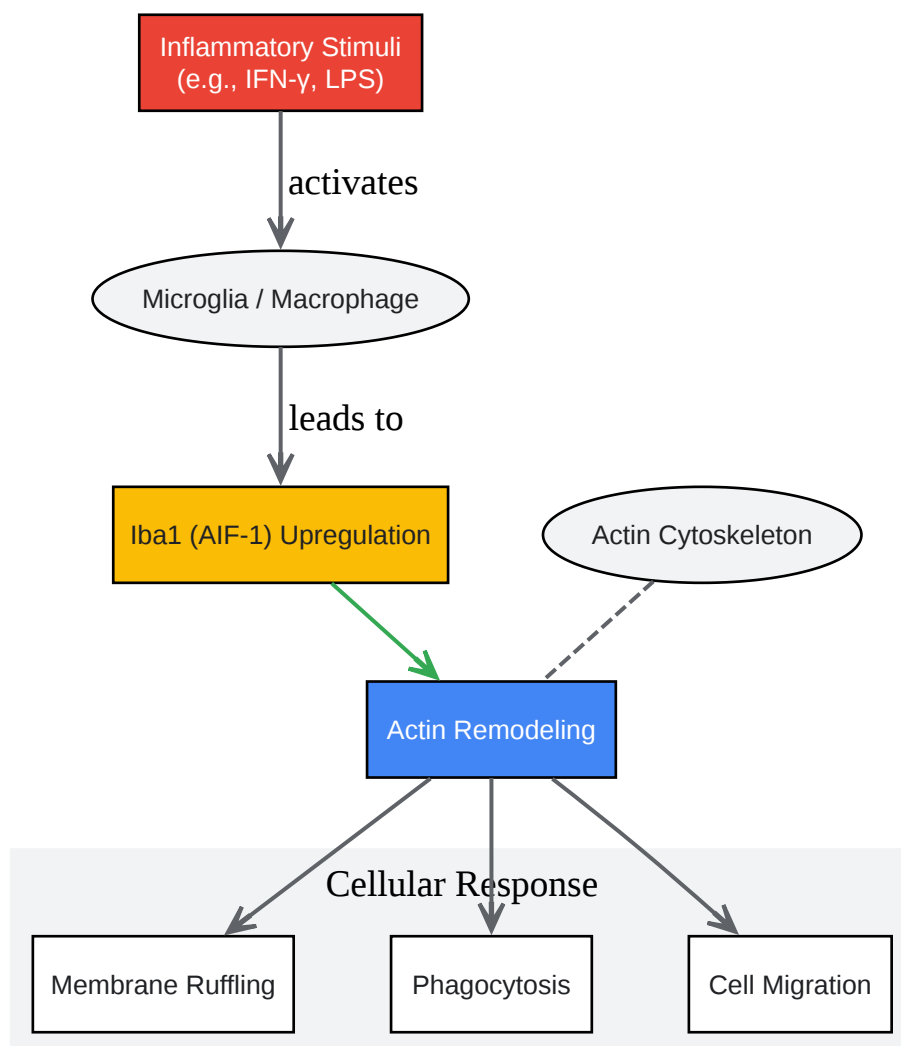 Inflammatory Stimuli
(e.g., IFN-γ, LPS)
activates
Microglia / Macrophage
leads to
Iba1 (AIF-1) Upregulation
Actin Cytoskeleton
Actin Remodeling
Cellular Response
Membrane Ruffling
Phagocytosis
Cell Migration